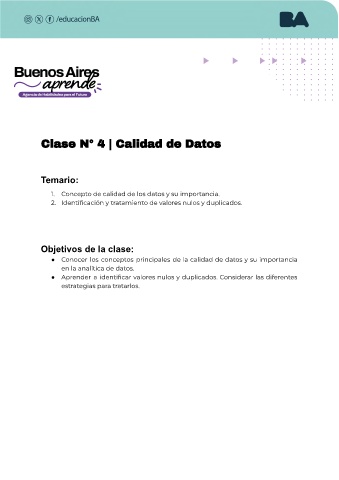 /educacionBA
BA
Buenos Aires
aprende
Agencia de Habilidades para el Futuro
Clase N° 4 | Calidad de Datos
Temario:
1. Concepto de calidad de los datos y su importancia.
2. Identificación y tratamiento de valores nulos y duplicados.
Objetivos de la clase:
● Conocer los conceptos principales de la calidad de datos y su importancia
en la analítica de datos.
● Aprender a identificar valores nulos y duplicados. Considerar las diferentes
estrategias para tratarlos.